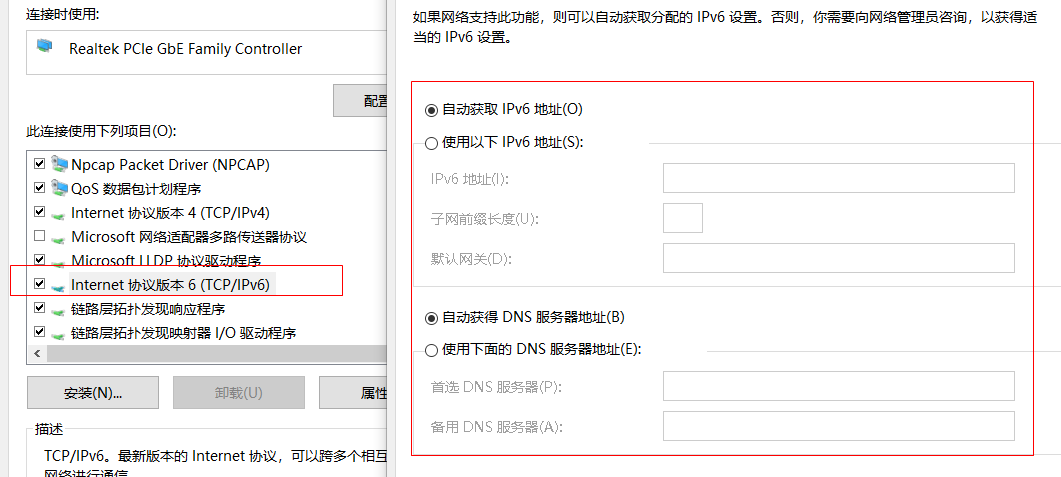 连接时使用:
Realtek PCIe GbE Family Controller
配置
此连接使用下列项目(O):
Npcap Packet Driver (NPCAP)
QoS 数据包计划程序
Internet 协议版本 4 (TCP/IPv4)
Microsoft 网络适配器多路传送器协议
Microsoft LLDP 协议驱动程序
Internet 协议版本 6 (TCP/IPv6)
链路层拓扑发现响应程序
链路层拓扑发现映射器 I/O 驱动程序
安装(N)...
卸载(U)
属性
描述
TCP/IPv6。最新版本的 Internet 协议，可以跨多个相互
网络进行通信
如果网络支持此功能，则可以自动获取分配的 IPv6 设置。否则，你需要向网络管理员咨询，以获得适
当的 IPv6 设置。
自动获取 IPv6 地址(O)
使用以下 IPv6 地址(S):
IPv6 地址(I):
子网前缀长度(U):
默认网关(D):
自动获得 DNS 服务器地址(B)
使用下面的 DNS 服务器地址(E):
首选 DNS 服务器(P):
备用 DNS 服务器(A):